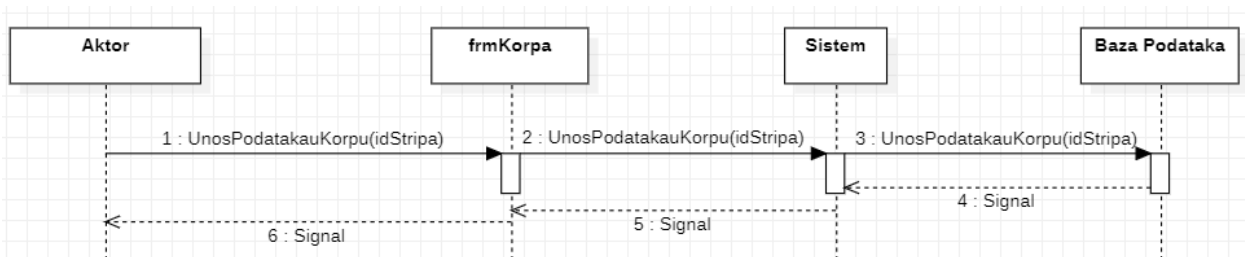 Aktor
frmKorpa
Sistem
Baza Podataka
1 : UnosPodatakauKorpu(idStripa)
2 : UnosPodatakauKorpu(idStripa)
3 : UnosPodatakauKorpu(idStripa)
4 : Signal
5 : Signal
6 : Signal